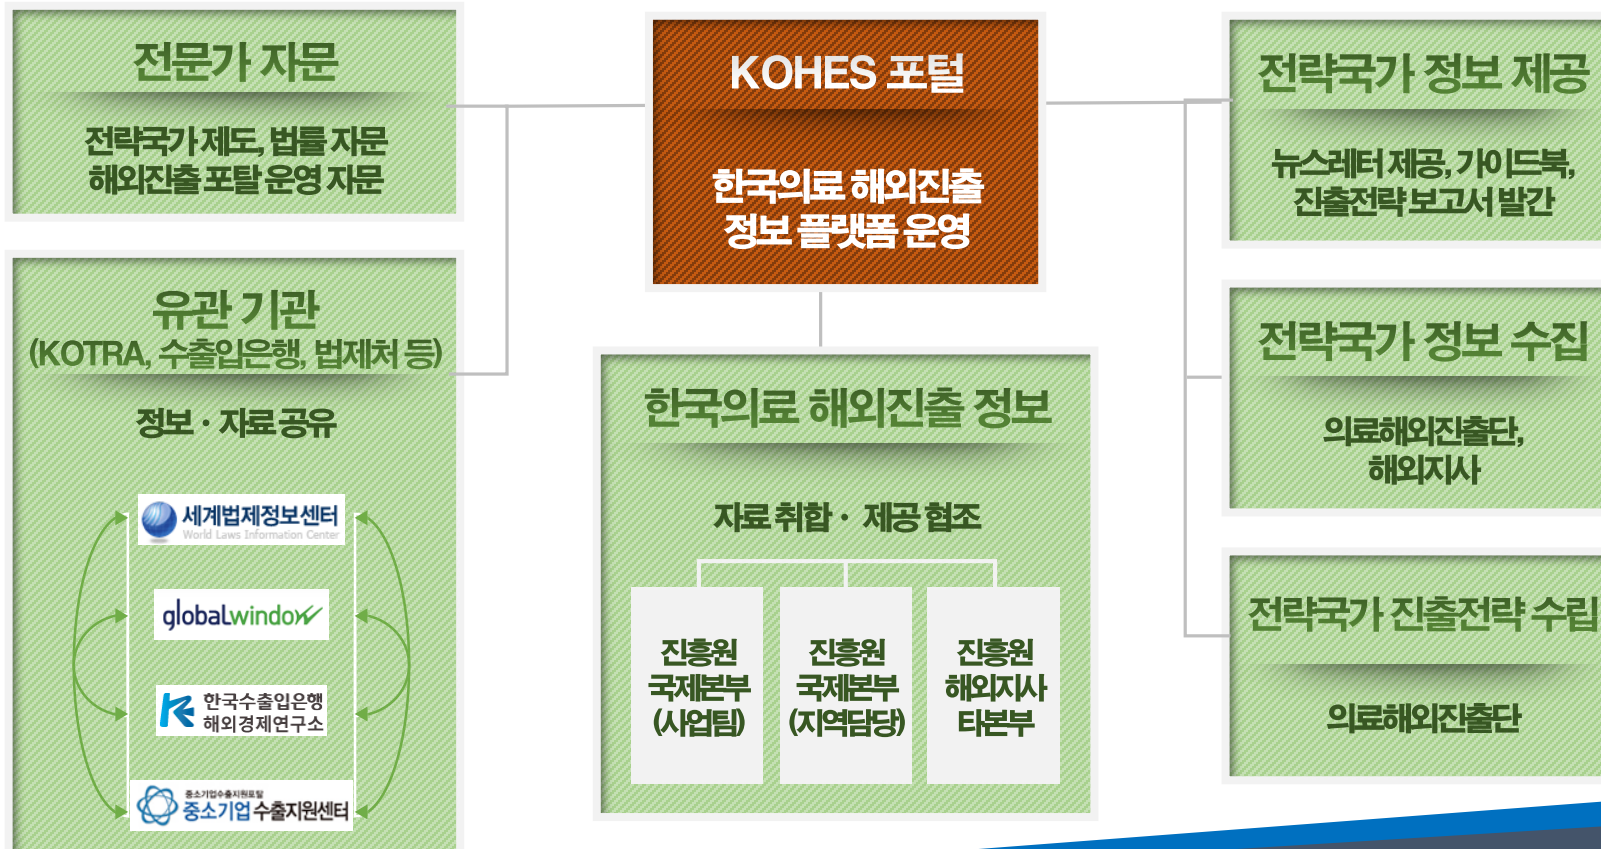 전문가 자문
전략국가 제도, 법률 자문
해외진출 포탈 운영 자문
유관 기관
(KOTRA, 수출입은행, 법제처 등)
정보 · 자료 공유
세계법제정보센터
World Laws Information Center
globalwindow
한국수출입은행
해외경제연구소
중소기업수출지원포탈
중소기업 수출지원센터
KOHES 포털
한국의료 해외진출
정보 플랫폼 운영
한국의료 해외진출 정보
자료 취합 · 제공 협조
진흥원
국제본부
(사업팀)
진흥원
국제본부
(지역담당)
진흥원
해외지사
타본부
전략국가 정보 제공
뉴스레터 제공, 가이드북,
진출전략 보고서 발간
전략국가 정보 수집
의료해외진출단,
해외지사
전략국가 진출전략 수립
의료해외진출단